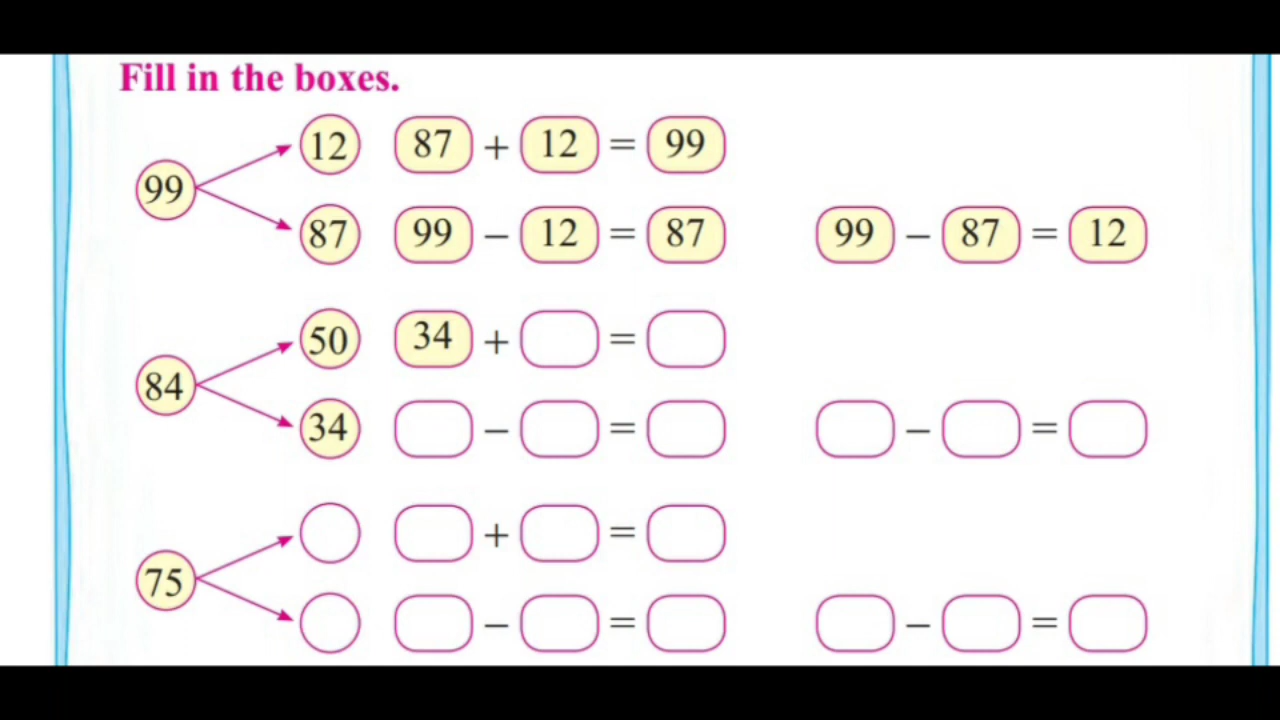 Fill in the boxes.
12 87 + 12 = 99
99
87 99 – 12 = 87 99 – 87 = 12
50 34 + =
84
34 – = – =
+ =
75
– = – =